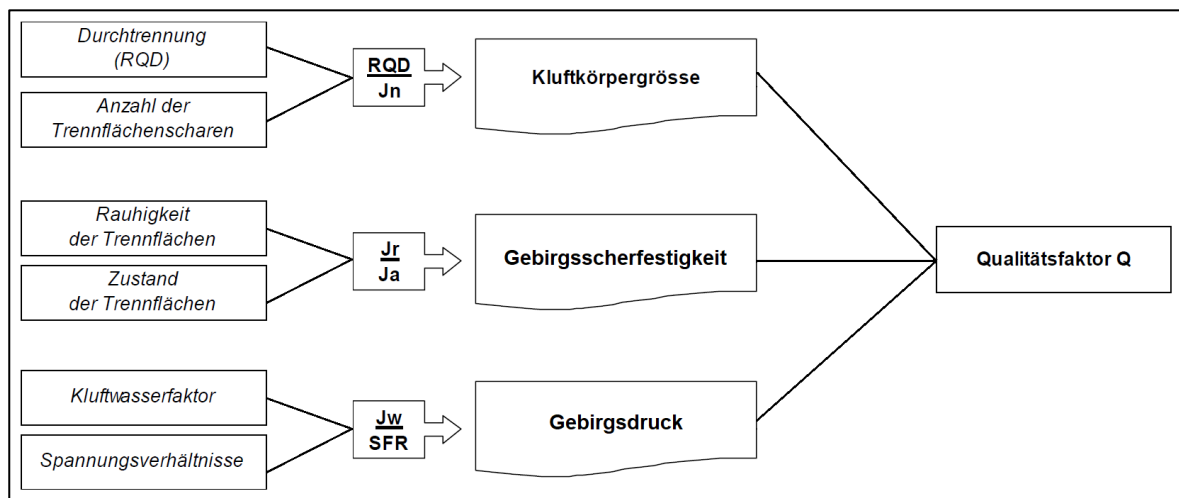 Durchtrennung
(RQD)
Anzahl der
Trennflächenscharen
RQD
Jn
Kluftkörpergrösse
Rauhigkeit
der Trennflächen
Zustand
der Trennflächen
Jr
Ja
Gebirgsscherfestigkeit
Kluftwasserfaktor
Spannungsverhältnisse
Jw
SFR
Gebirgsdruck
Qualitätsfaktor Q